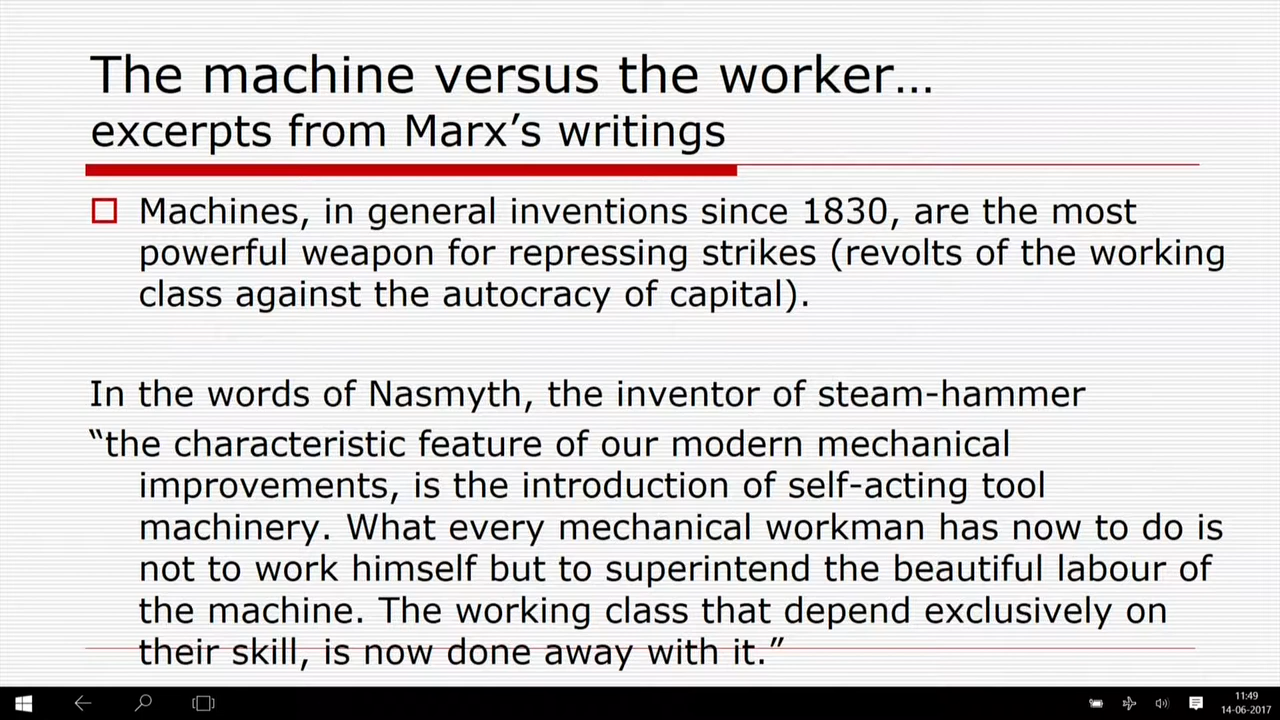 The machine versus the worker…
excerpts from Marx’s writings
Machines, in general inventions since 1830, are the most
powerful weapon for repressing strikes (revolts of the working
class against the autocracy of capital).
In the words of Nasmyth, the inventor of steam-hammer
“the characteristic feature of our modern mechanical
improvements, is the introduction of self-acting tool
machinery. What every mechanical workman has now to do is
not to work himself but to superintend the beautiful labour of
the machine. The working class that depend exclusively on
their skill, is now done away with it.”
11:49
14-06-2017